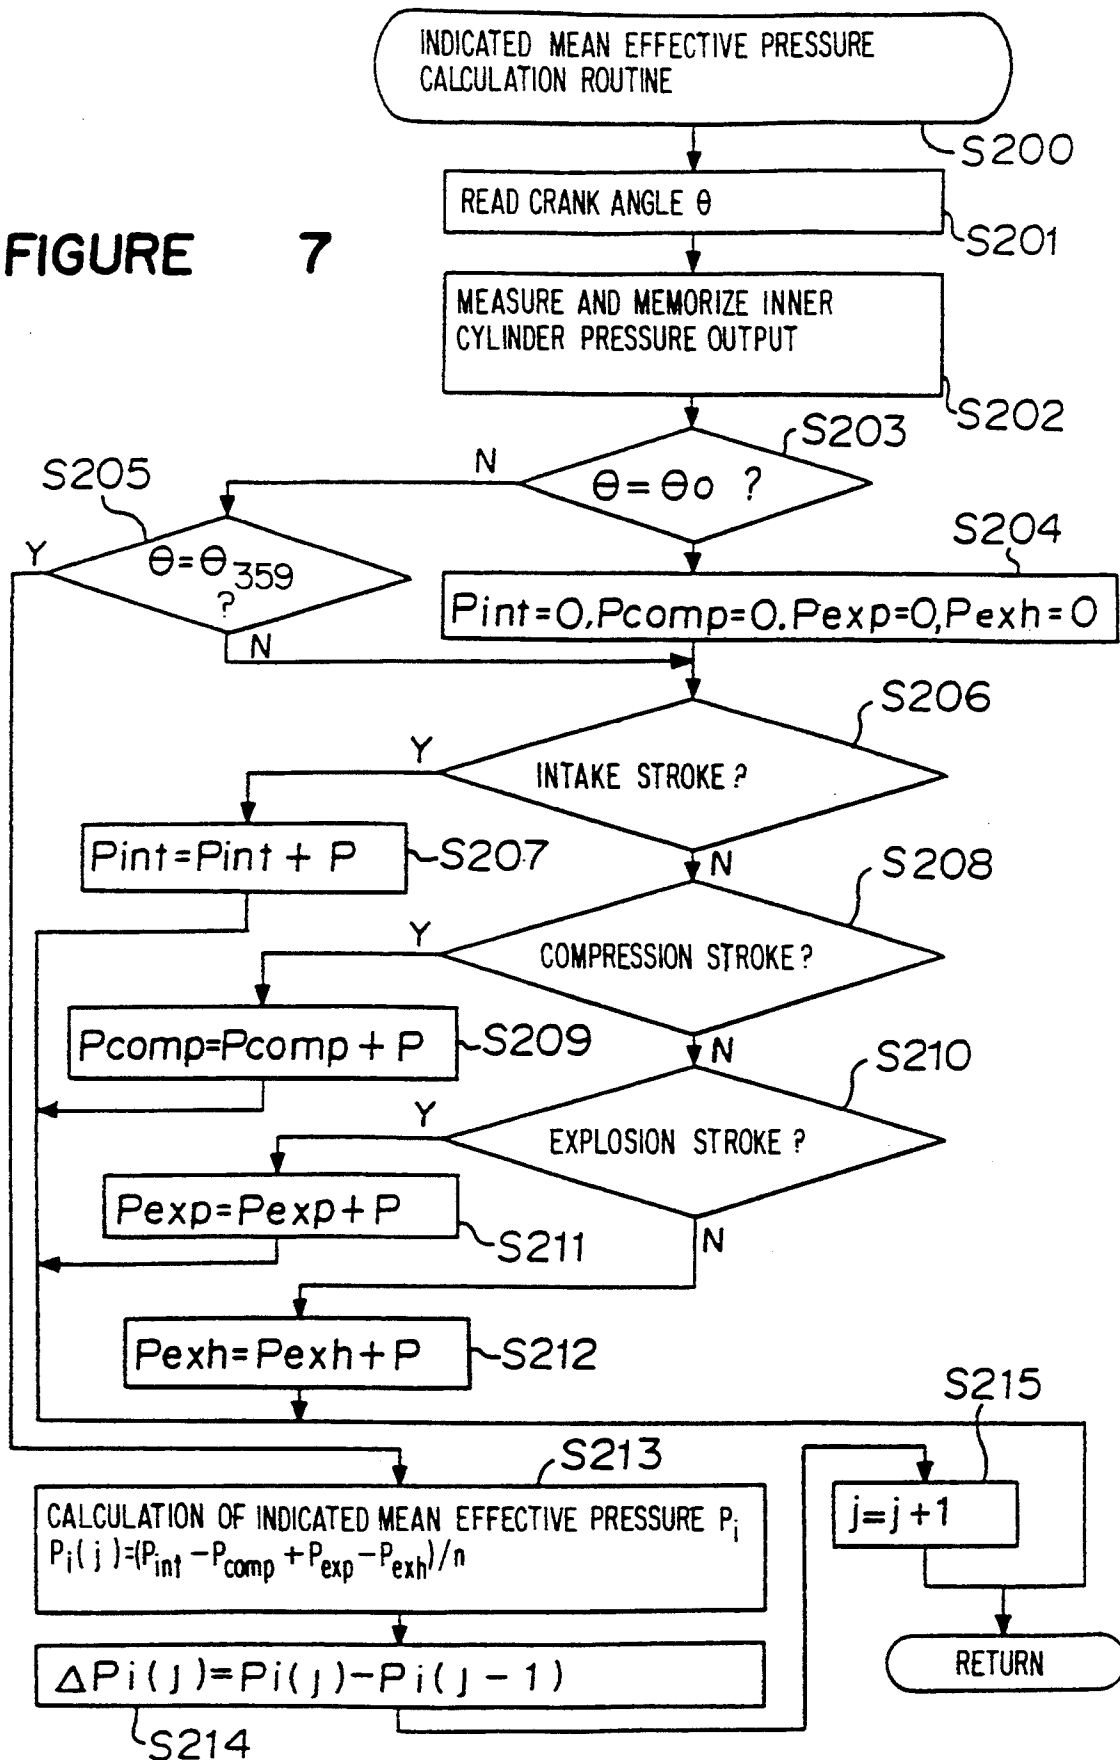 INDICATED MEAN EFFECTIVE PRESSURE
CALCULATION ROUTINE
S200
READ CRANK ANGLE θ
S201
FIGURE 7
MEASURE AND MEMORIZE INNER
CYLINDER PRESSURE OUTPUT
S202
S203
N
θ=θo ?
S205
Y
θ=θ359
?
N
S204
Pint=0,Pcomp=0.Pexp=0,Pexh=0
S206
Y
INTAKE STROKE?
N
Pint=Pint + P
S207
S208
Y
COMPRESSION STROKE?
N
Pcomp=Pcomp + P
S209
S210
Y
EXPLOSION STROKE?
N
Pexp=Pexp+P
S211
Pexh=Pexh+P
S212
S213
CALCULATION OF INDICATED MEAN EFFECTIVE PRESSURE Pi
Pi(j)=(Pint-Pcomp+Pexp-Pexh)/n
ΔPi(j)=Pi(j)-Pi(j-1)
S214
S215
j=j+1
RETURN